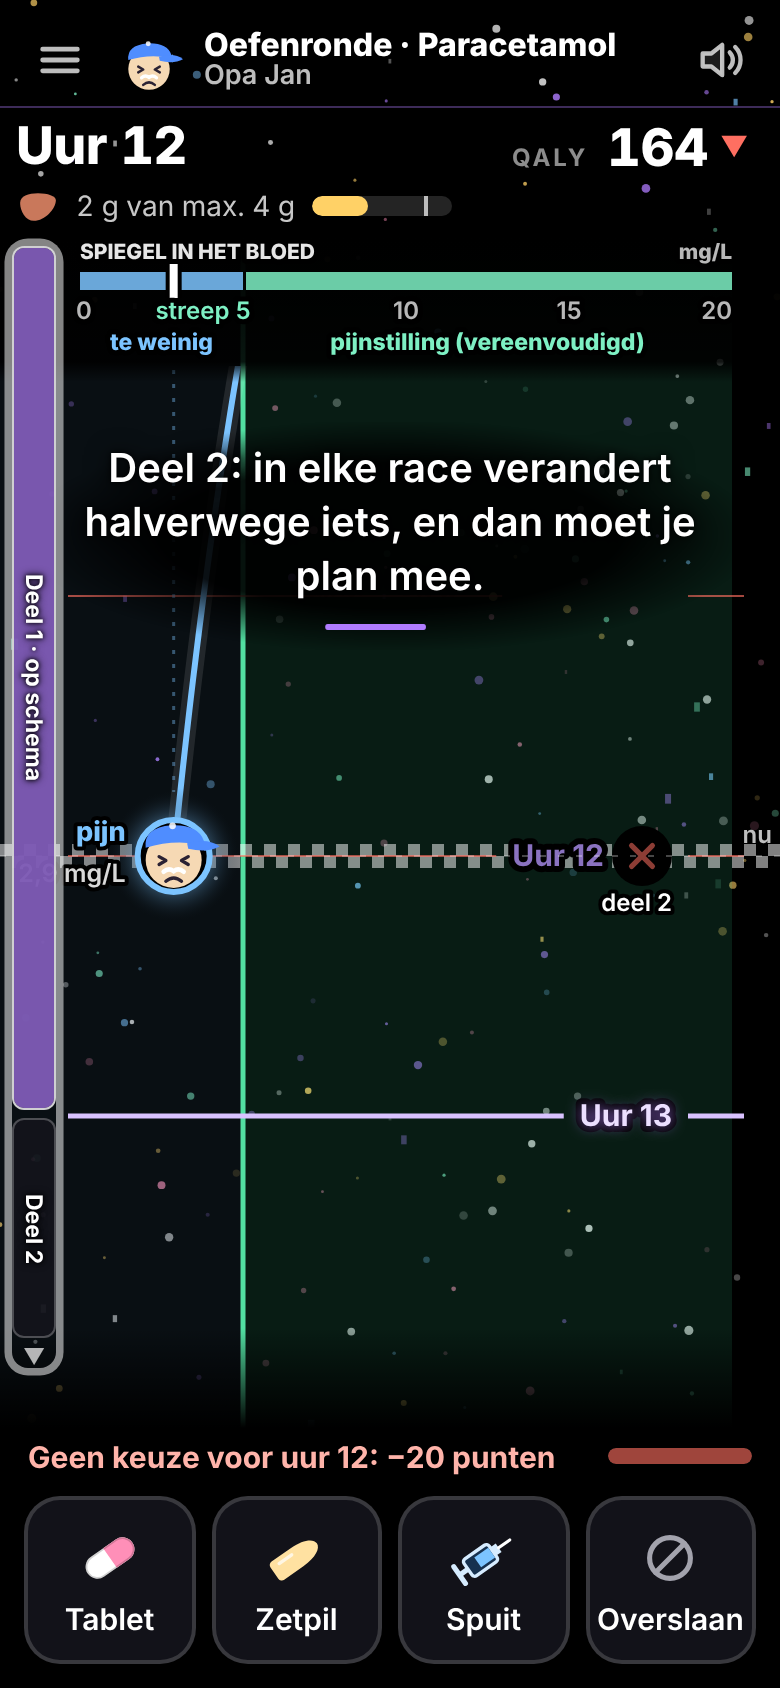 Oefenronde · Paracetamol
Opa Jan
Uur 12
QALY 164
2 g van max. 4 g
SPIEGEL IN HET BLOED mg/L
0 streep 5 10 15 20
te weinig pijnstilling (vereenvoudigd)
Deel 2: in elke race verandert
halverwege iets, en dan moet je
plan mee.
Deel 1 · op schema
pijn
2,9 mg/L
Uur 12
nu
deel 2
Uur 13
Deel 2
Geen keuze voor uur 12: −20 punten
Tablet
Zetpil
Spuit
Overslaan